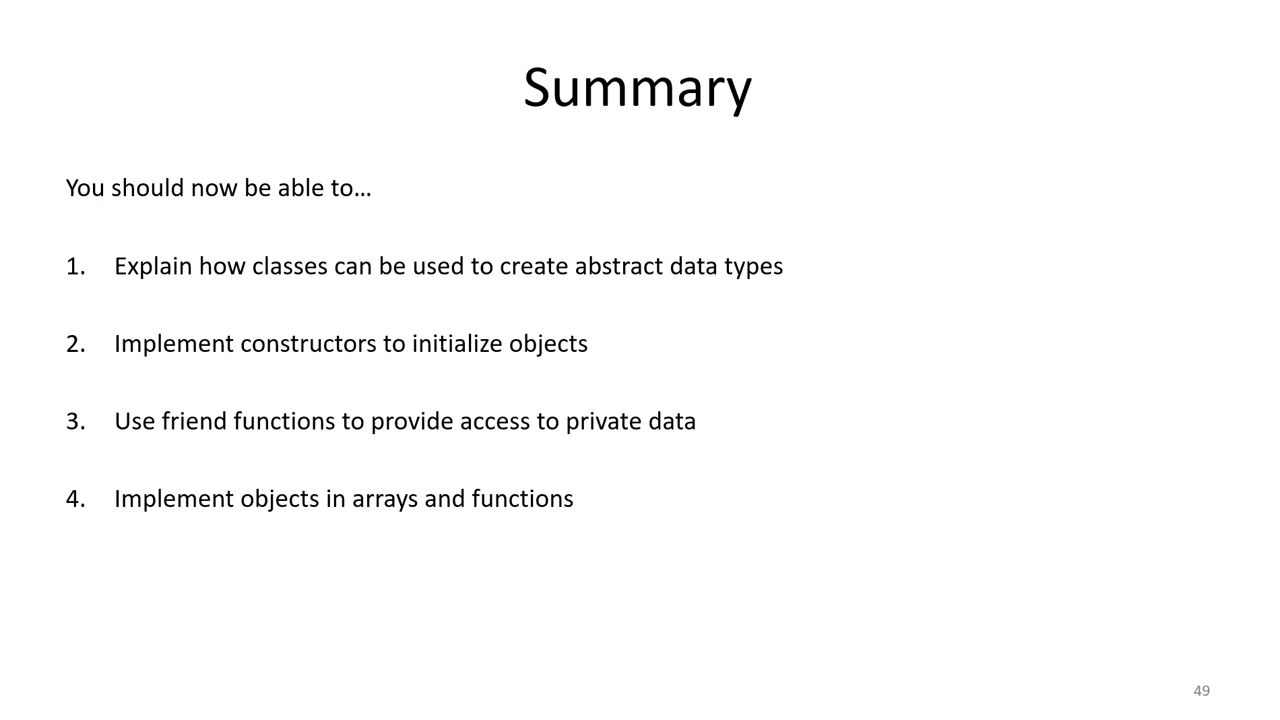 Summary
You should now be able to…
1. Explain how classes can be used to create abstract data types
2. Implement constructors to initialize objects
3. Use friend functions to provide access to private data
4. Implement objects in arrays and functions
49